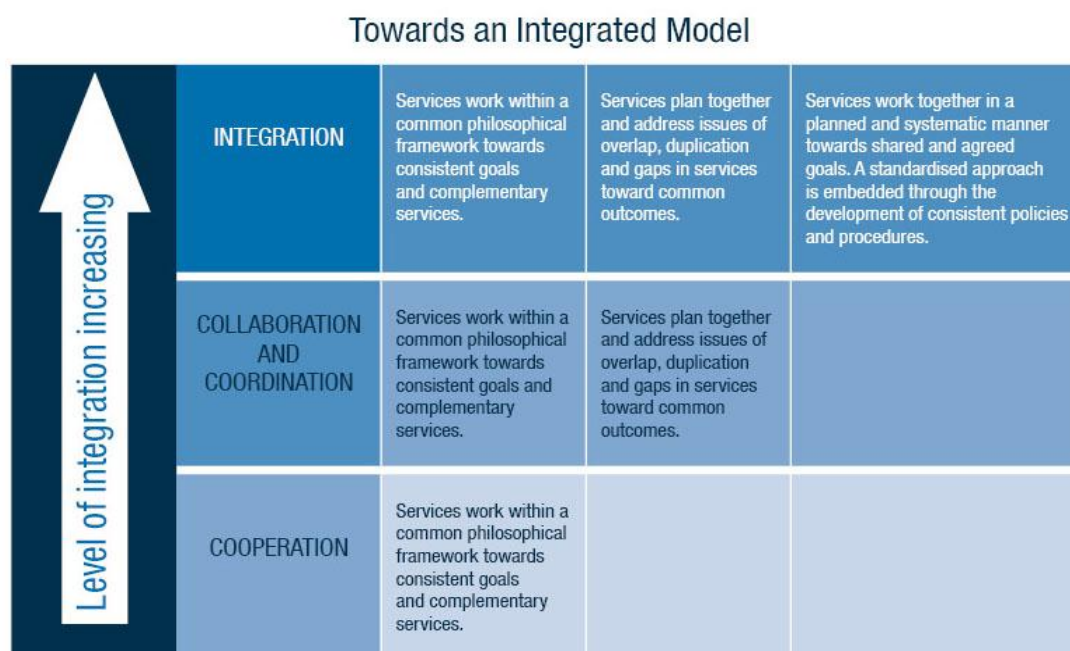 Towards an Integrated Model
Level of integration increasing
INTEGRATION
Services work within a
common philosophical
framework towards
consistent goals
and complementary
services.
Services plan together
and address issues of
overlap, duplication
and gaps in services
toward common
outcomes.
Services work together in a
planned and systematic manner
towards shared and agreed
goals. A standardised approach
is embedded through the
development of consistent policies
and procedures.
COLLABORATION
AND
COORDINATION
Services work within a
common philosophical
framework towards
consistent goals and
complementary
services.
Services plan together
and address issues of
overlap, duplication
and gaps in services
toward common
outcomes.
COOPERATION
Services work within a
common philosophical
framework towards
consistent goals
and complementary
services.